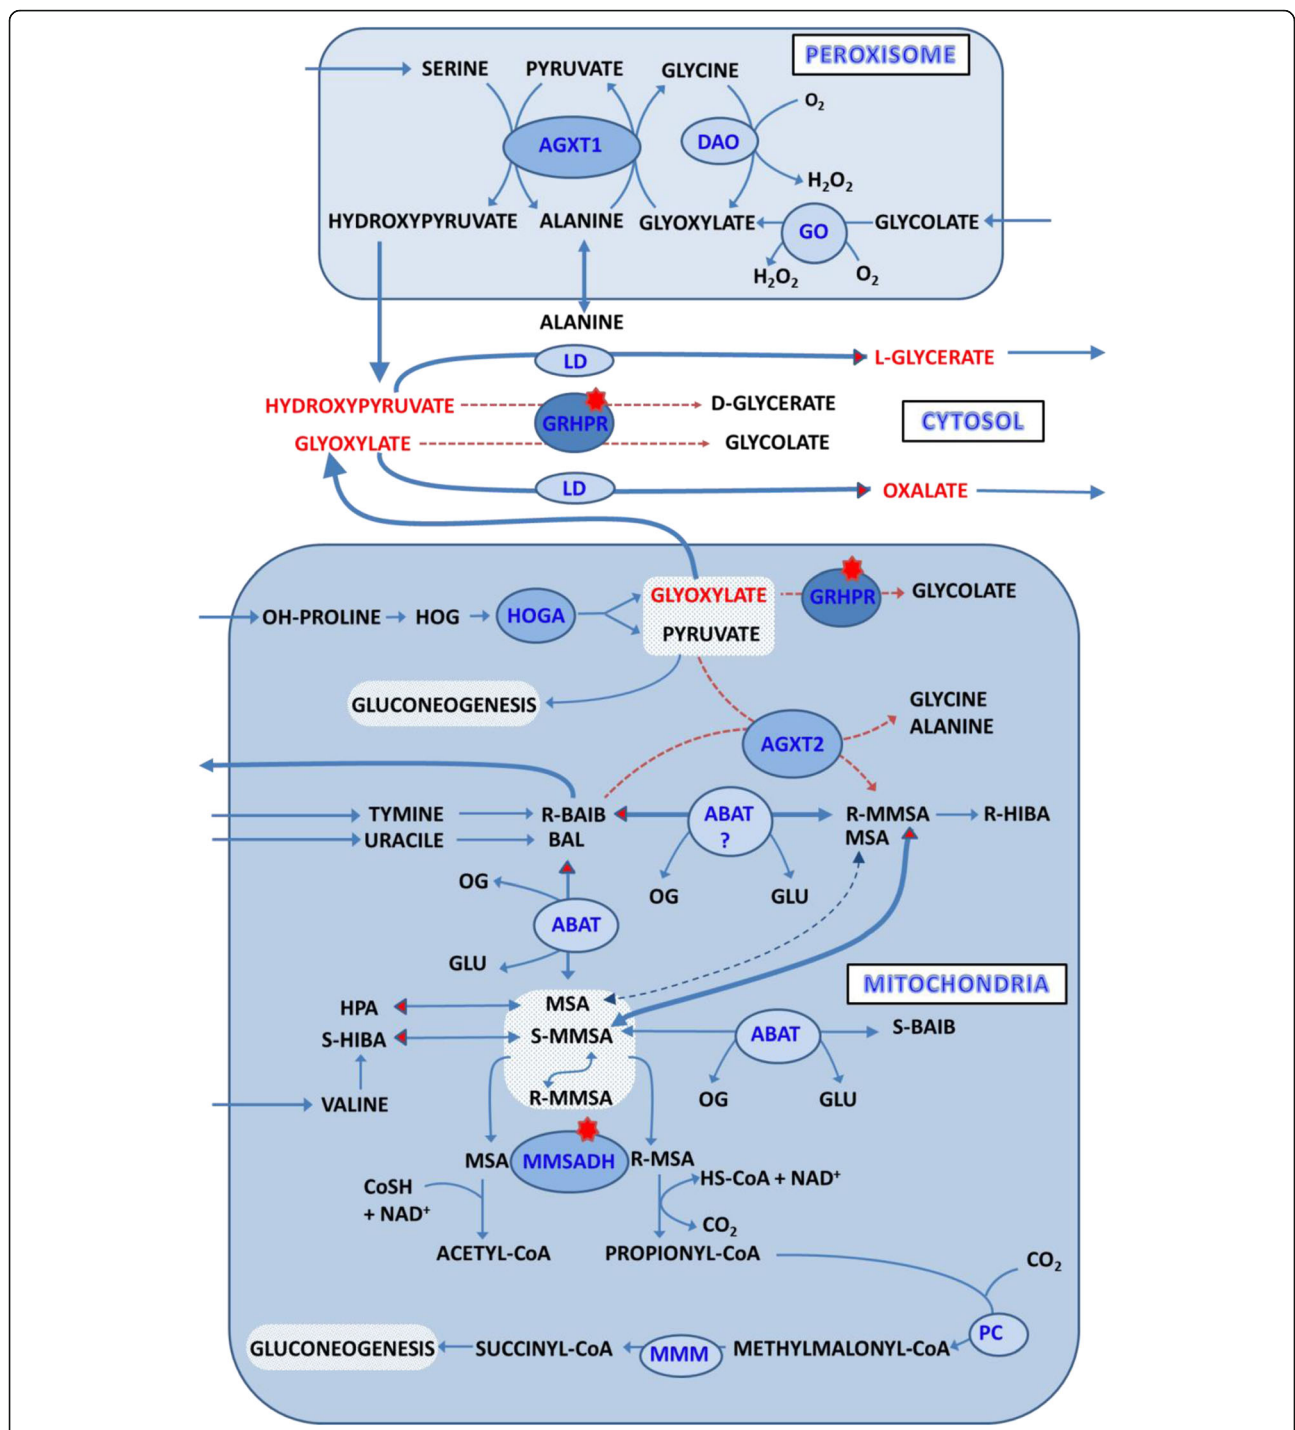 PEROXISOME
SERINE
PYRUVATE
GLYCINE
O₂
AGXT1
DAO
H₂O₂
HYDROXYPYRUVATE
ALANINE
GLYOXYLATE
GO
GLYCOLATE
H₂O₂
O₂
ALANINE
LD
L-GLYCERATE
HYDROXYPYRUVATE
D-GLYCERATE
CYTOSOL
GRHPR
GLYOXYLATE
GLYCOLATE
LD
OXALATE
GLYOXYLATE
GRHPR
GLYCOLATE
OH-PROLINE
HOG
HOGA
PYRUVATE
GLUCONEOGENESIS
GLYCINE
ALANINE
AGXT2
TYMINE
R-BAIB
ABAT
?
R-MMSA
R-HIBA
URACILE
BAL
MSA
OG
OG
GLU
ABAT
GLU
MITOCHONDRIA
HPA
MSA
S-HIBA
S-MMSA
ABAT
S-BAIB
R-MMSA
OG
GLU
VALINE
MSA
MMSADH
R-MSA
CoSH
+ NAD⁺
HS-CoA + NAD⁺
CO₂
ACETYL-CoA
PROPIONYL-CoA
CO₂
PC
GLUCONEOGENESIS
SUCCINYL-CoA
MMM
METHYLMALONYL-CoA